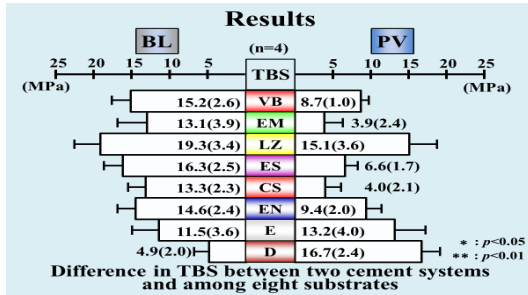 Results
BL (n=4) PV
25 20 15 10 5 TBS 5 10 15 20 25
(MPa) (MPa)
15.2(2.6) VB 8.7(1.0)
13.1(3.9) EM 3.9(2.4)
19.3(3.4) LZ 15.1(3.6)
16.3(2.5) ES 6.6(1.7)
13.3(2.3) CS 4.0(2.1)
14.6(2.4) EN 9.4(2.0)
11.5(3.6) E 13.2(4.0)
* : p<0.05
4.9(2.0) D 16.7(2.4)
** : p<0.01
Difference in TBS between two cement systems
and among eight substrates